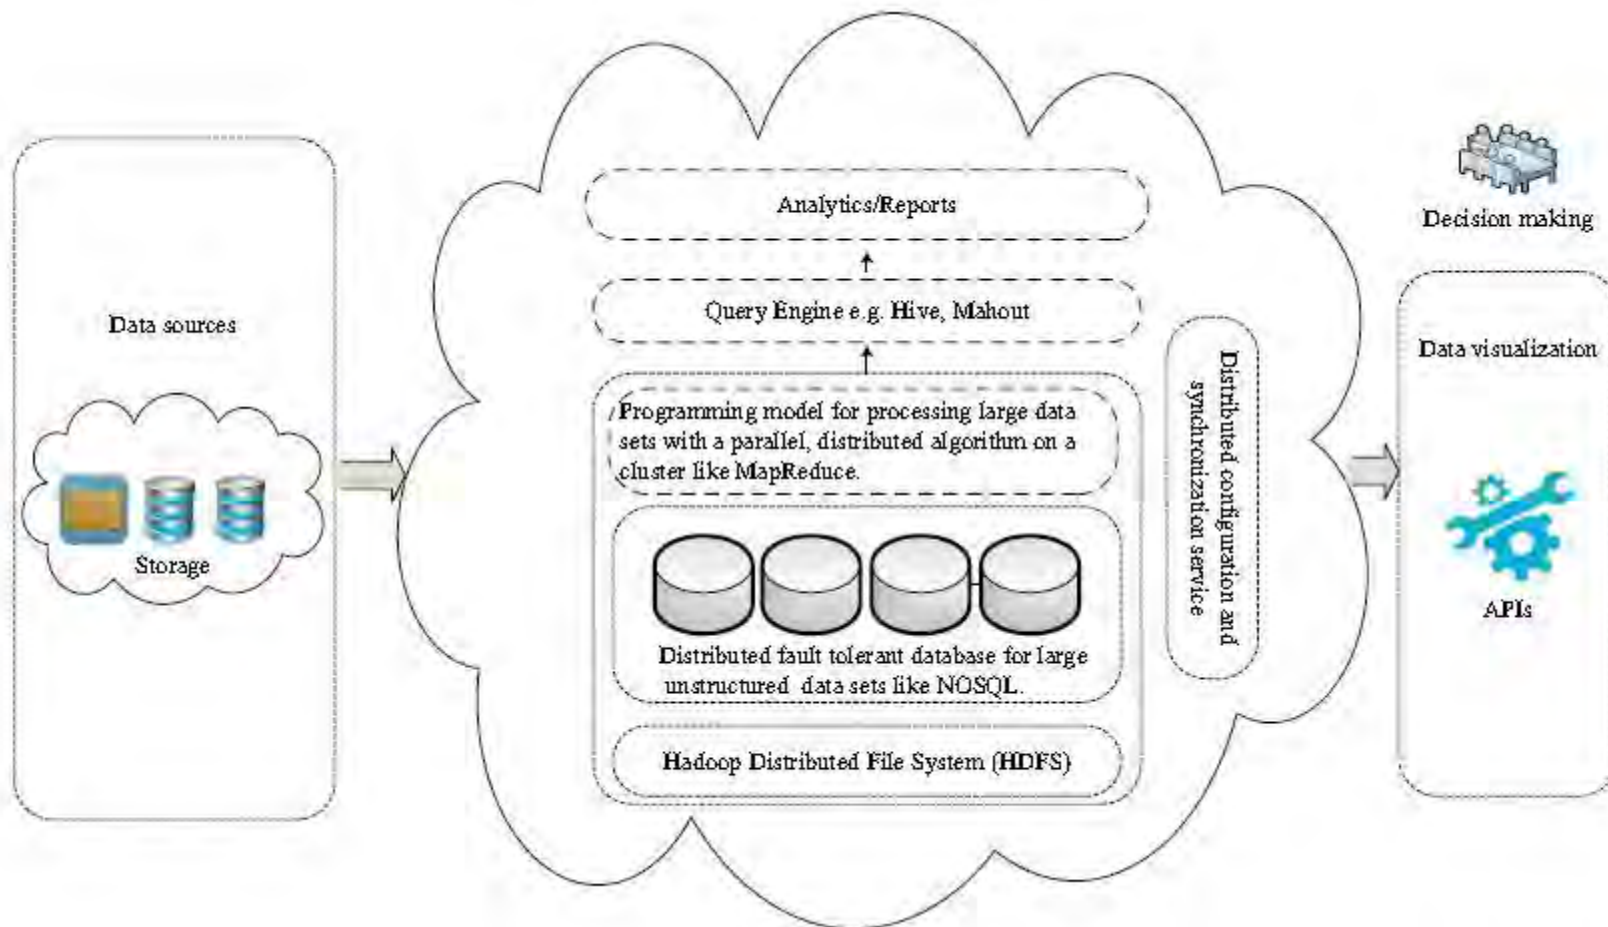 Data sources
Storage
Analytics/Reports
Query Engine e.g. Hive, Mahout
Programming model for processing large data
sets with a parallel, distributed algorithm on a
cluster like MapReduce.
Distributed fault tolerant database for large
unstructured data sets like NOSQL.
Hadoop Distributed File System (HDFS)
Distributed configuration and
synchronization service
Decision making
Data visualization
APIs